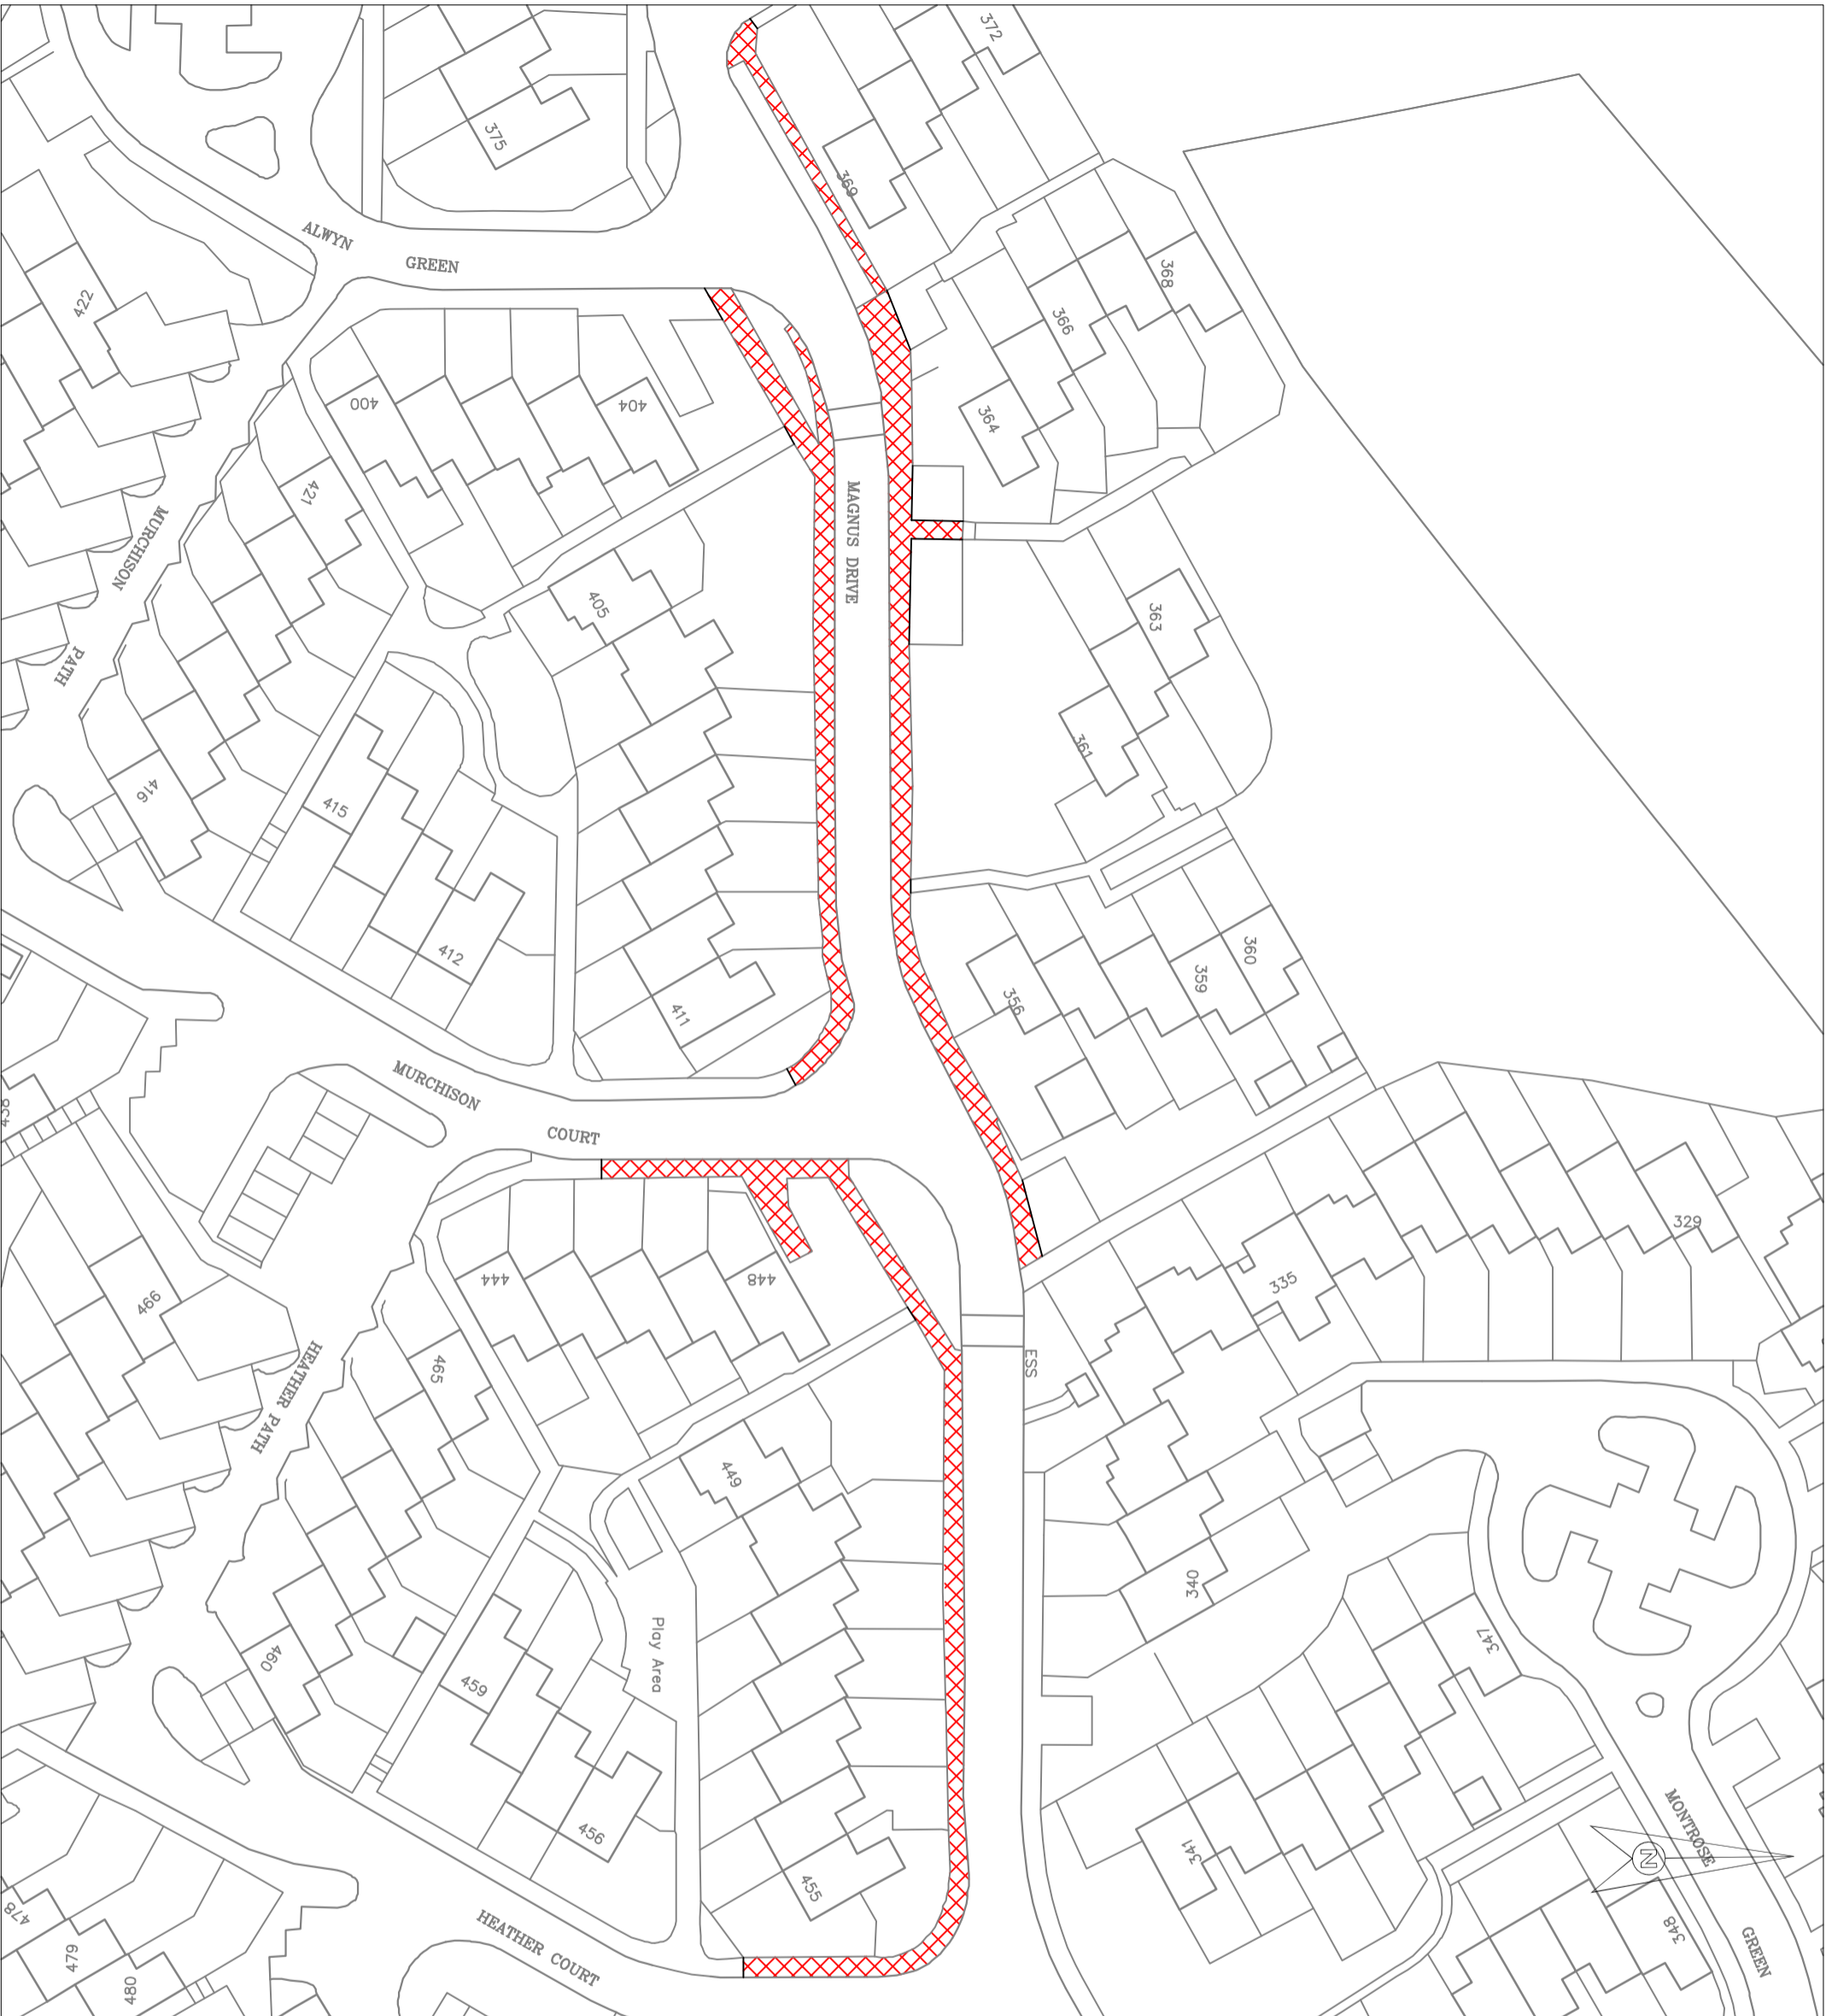 372
375
369
ALWYN
GREEN
368
366
422
364
400
404
421
MAGNUS DRIVE
MURCHISON
PATH
405
363
361
416
415
412
360
359
356
411
MURCHISON
COURT
438
329
335
444
448
466
465
HEATHER PATH
ESS
449
340
347
Play Area
460
459
456
341
MONTROSE
GREEN
N
348
455
HEATHER COURT
478
479
480